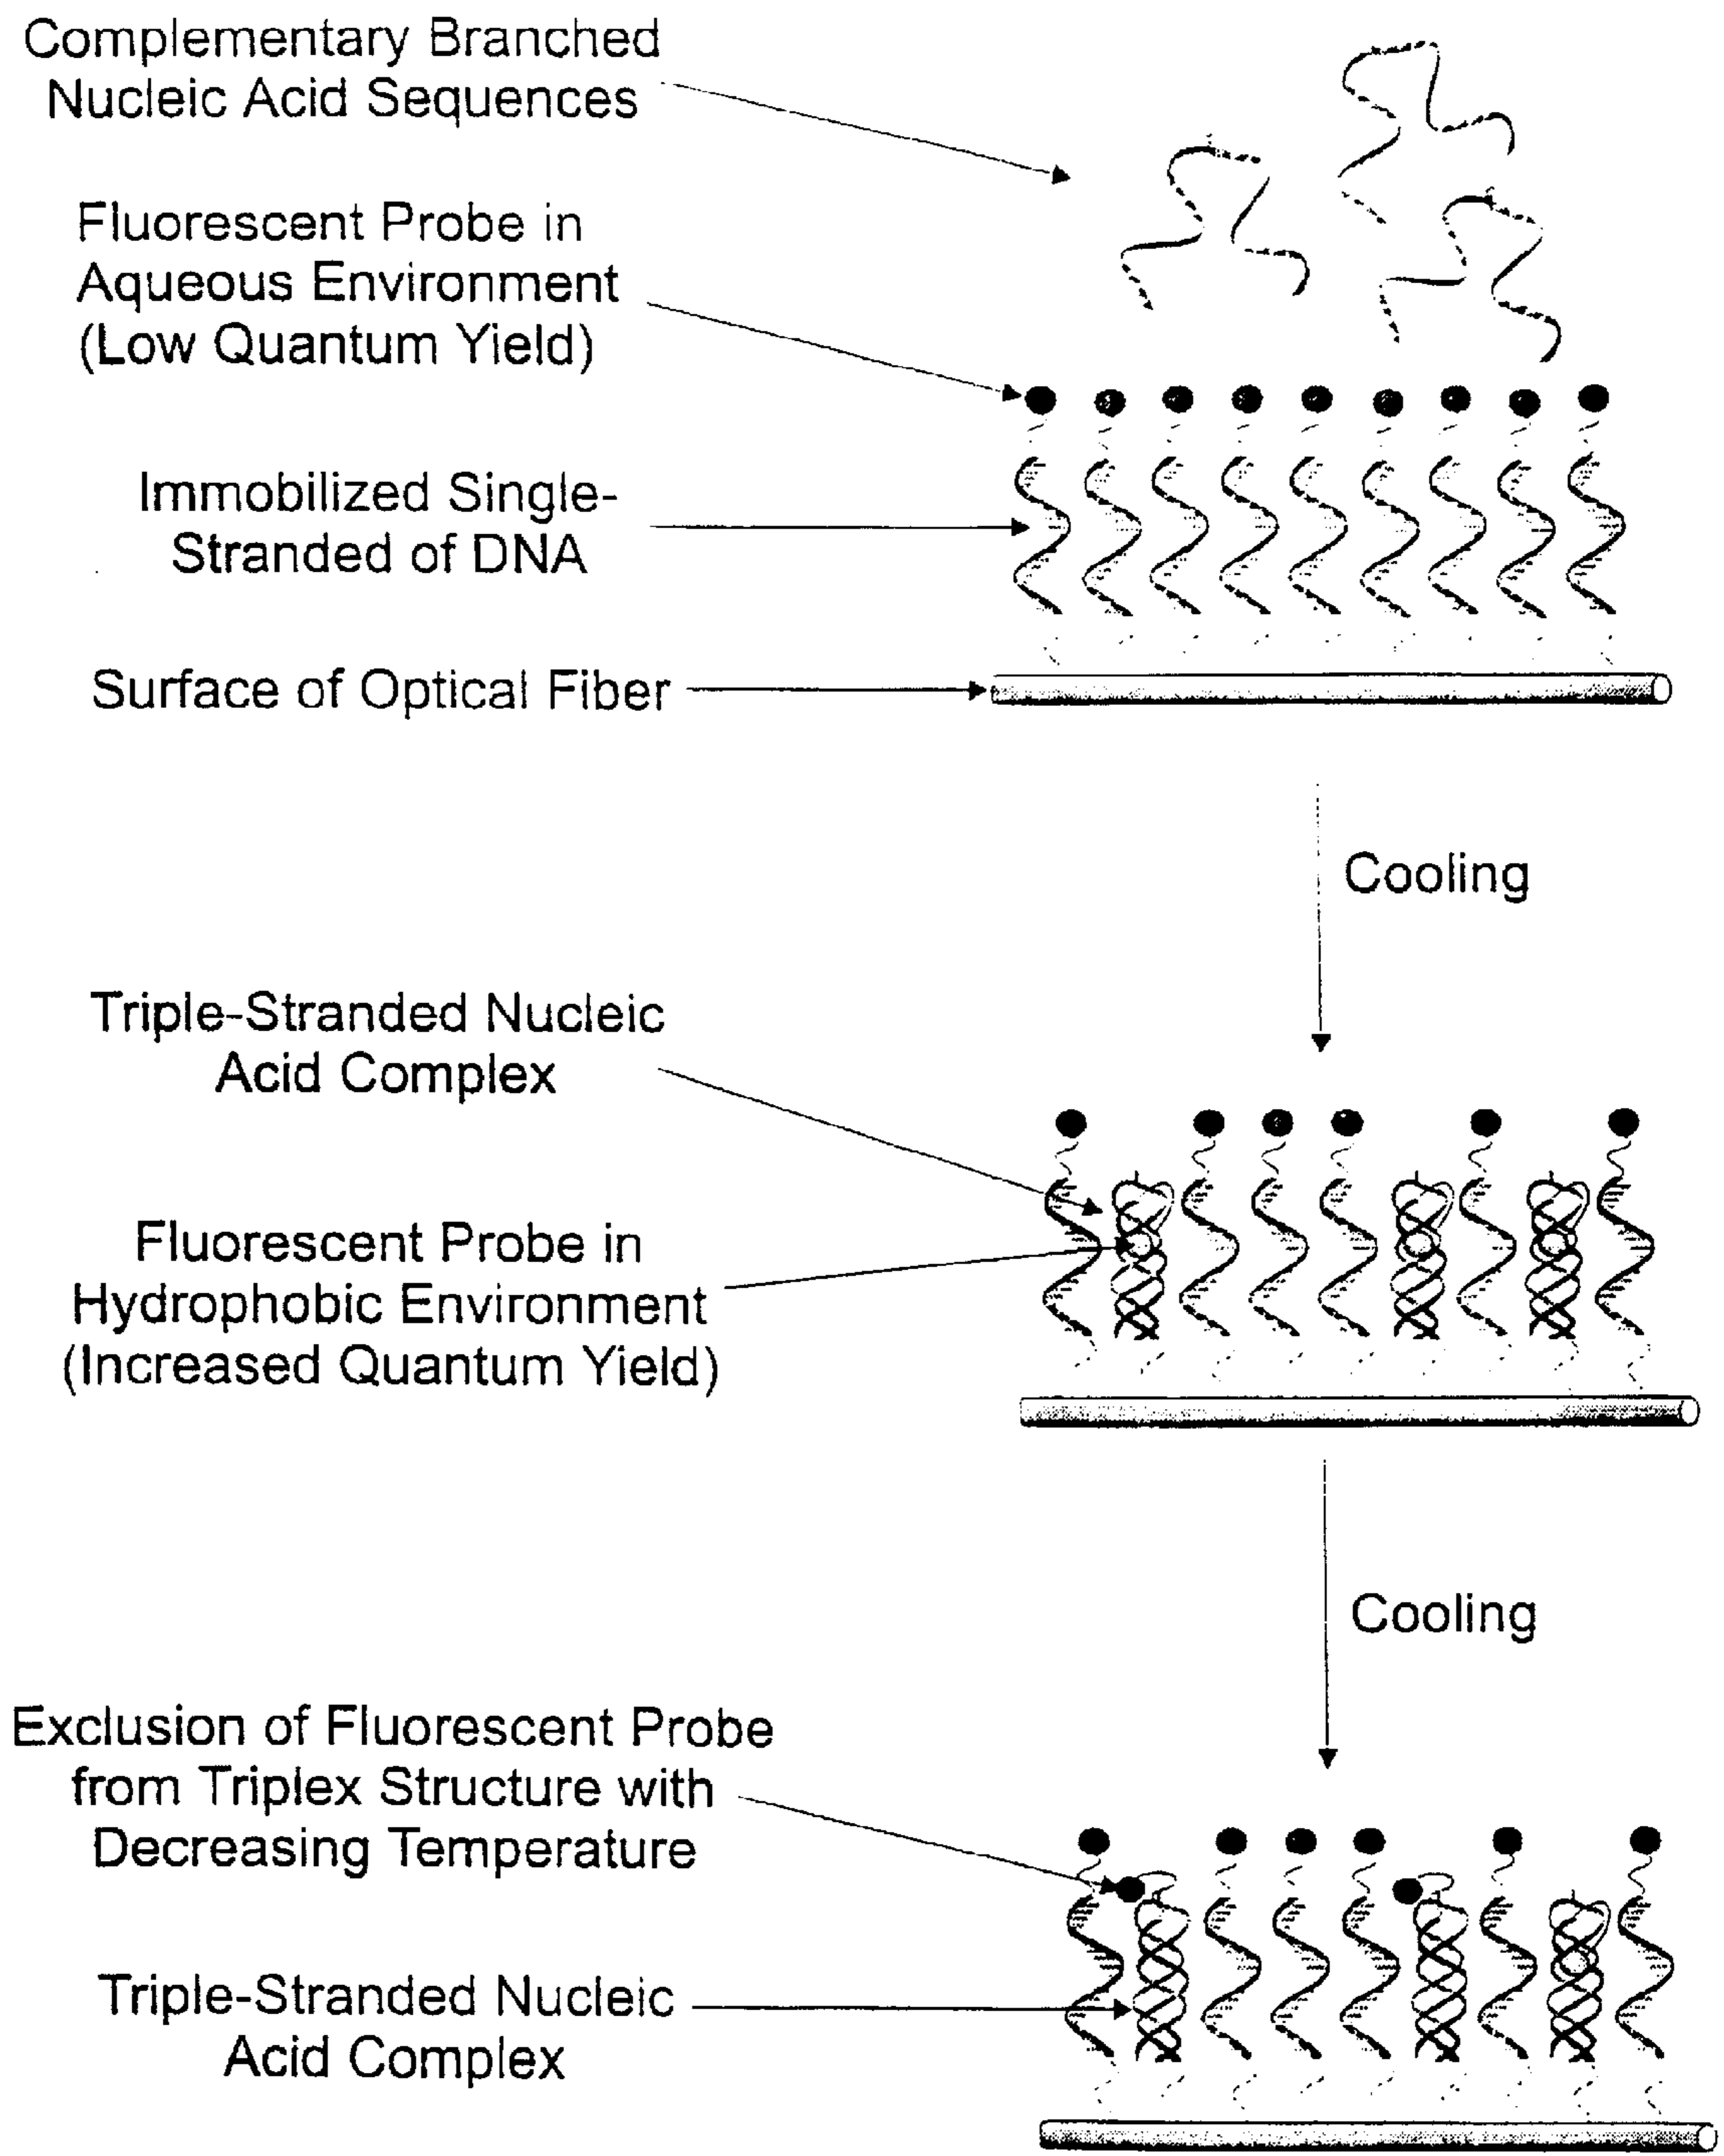 Complementary Branched
Nucleic Acid Sequences
Fluorescent Probe in
Aqueous Environment
(Low Quantum Yield)
Immobilized Single-
Stranded of DNA
Surface of Optical Fiber
Cooling
Triple-Stranded Nucleic
Acid Complex
Fluorescent Probe in
Hydrophobic Environment
(Increased Quantum Yield)
Cooling
Exclusion of Fluorescent Probe
from Triplex Structure with
Decreasing Temperature
Triple-Stranded Nucleic
Acid Complex